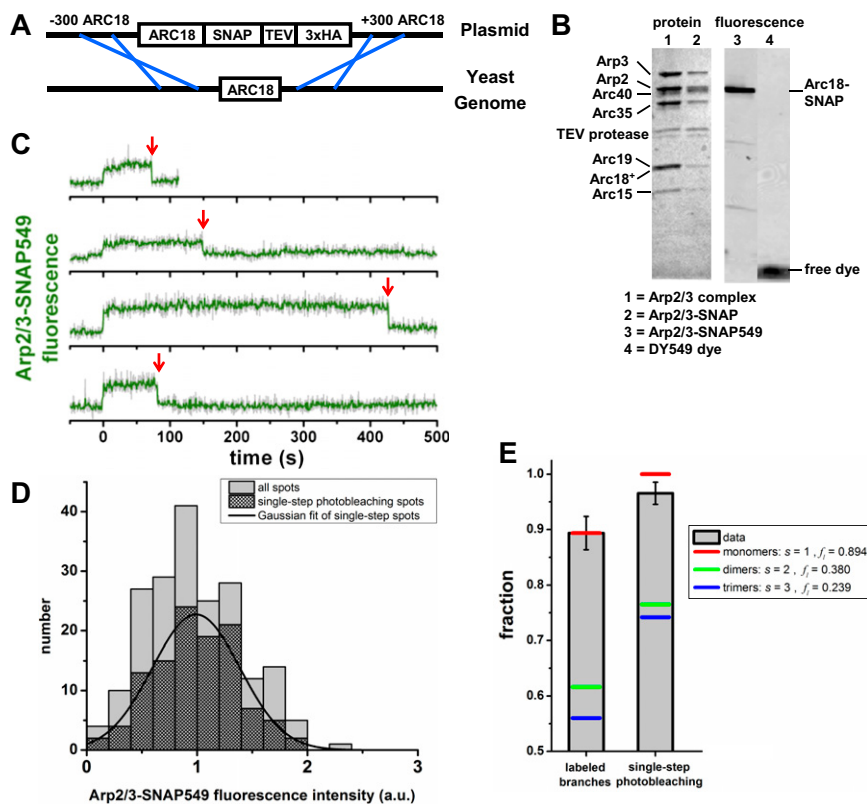 A
-300 ARC18
+300 ARC18
ARC18 SNAP TEV 3xHA
Plasmid
ARC18
Yeast
Genome
B
protein fluorescence
1 2 3 4
Arp3
Arp2
Arc40
Arc35
TEV protease
Arc19
Arc18+
Arc15
Arc18-
SNAP
free dye
1 = Arp2/3 complex
2 = Arp2/3-SNAP
3 = Arp2/3-SNAP549
4 = DY549 dye
C
Arp2/3-SNAP549
fluorescence
0 100 200 300 400 500
time (s)
D
all spots
single-step photobleaching spots
Gaussian fit of single-step spots
40
30
20
10
0
number
0 1 2 3
Arp2/3-SNAP549 fluorescence intensity (a.u.)
E
1.0
0.9
0.8
0.7
0.6
0.5
fraction
data
monomers: s = 1 , fl = 0.894
dimers: s = 2 , fl = 0.380
trimers: s = 3 , fl = 0.239
labeled
branches
single-step
photobleaching